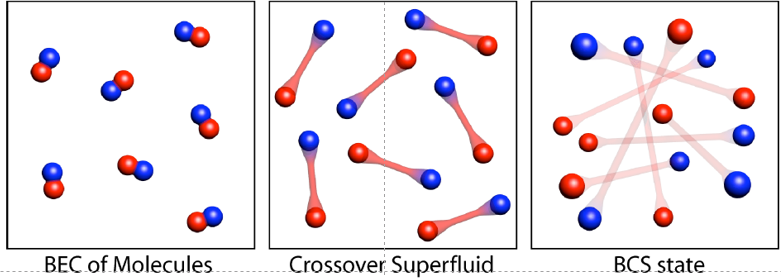 BEC of Molecules
Crossover Superfluid
BCS state